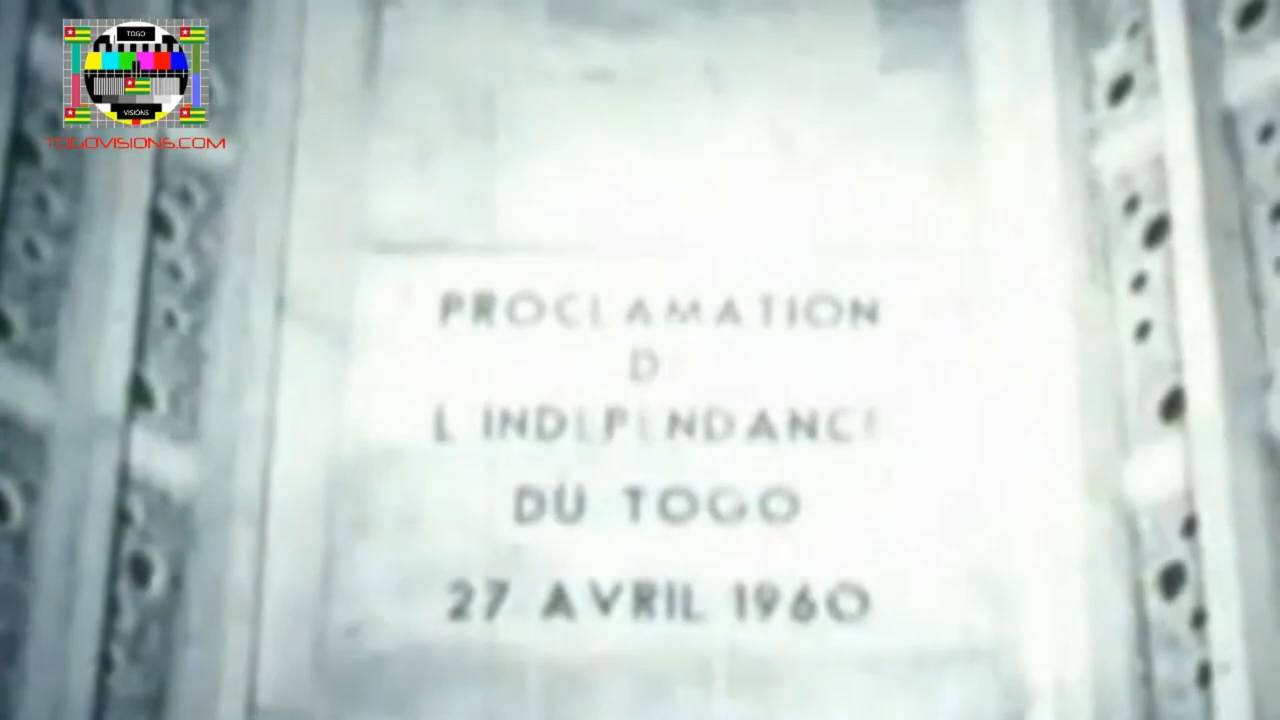 TOGO
VISIONS
TOGOVISIONS.COM
PROCLAMATION
D
L INDEPENDANCE
DU TOGO
27 AVRIL 1960